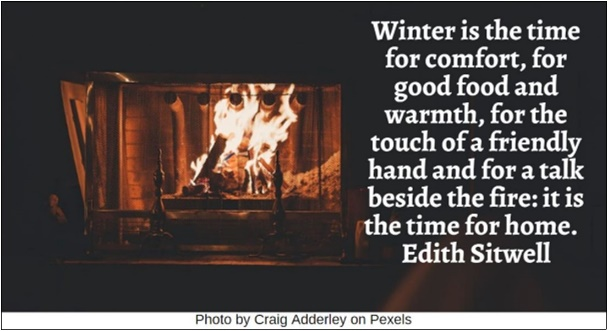 Winter is the time
for comfort, for
good food and
warmth, for the
touch of a friendly
hand and for a talk
beside the fire: it is
the time for home.
Edith Sitwell
Photo by Craig Adderley on Pexels